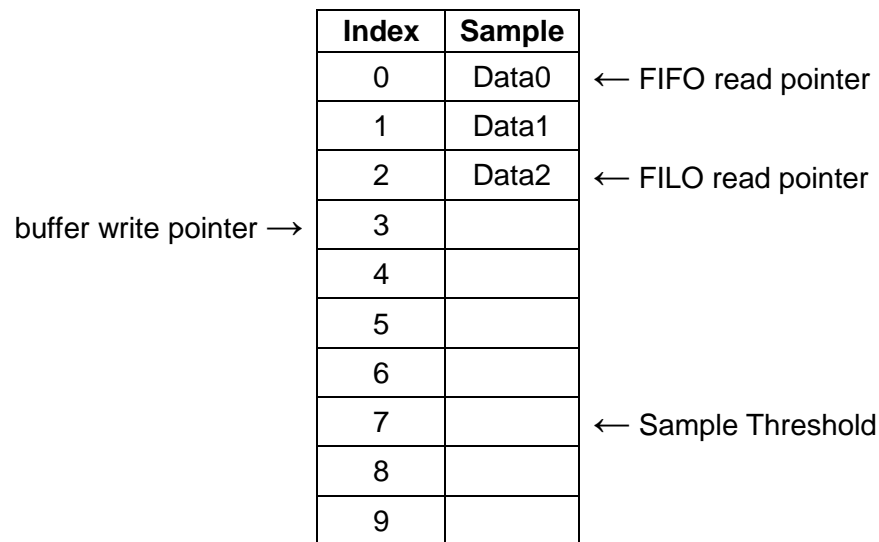 Index Sample
0 Data0 ← FIFO read pointer
1 Data1
2 Data2 ← FILO read pointer
buffer write pointer → 3
4
5
6
7 ← Sample Threshold
8
9